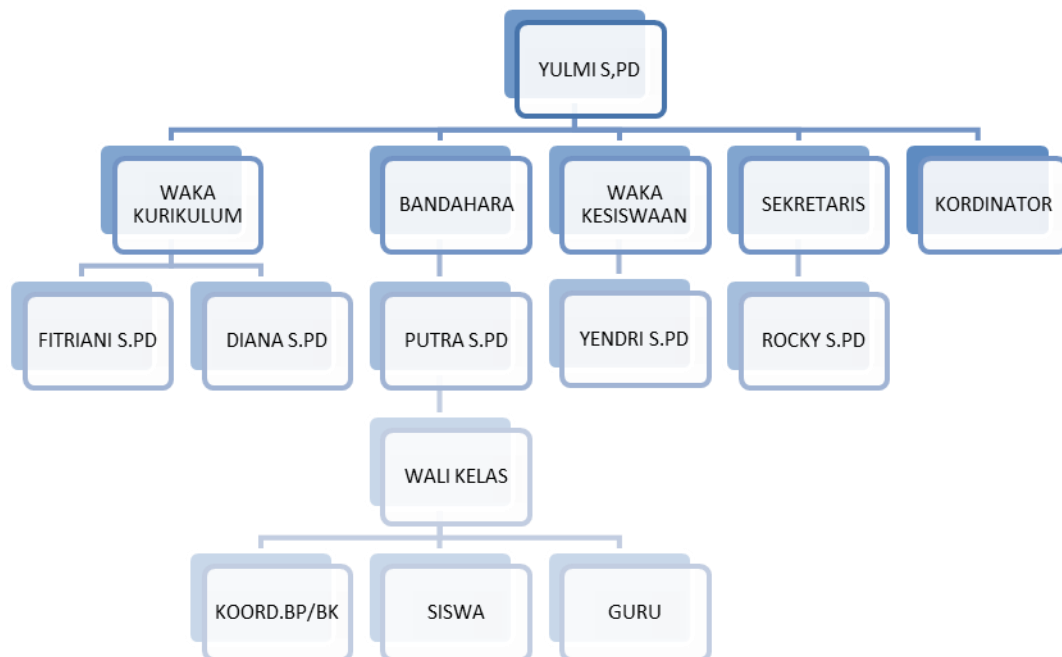 YULMI S,PD
WAKA
KURIKULUM
BANDAHARA
WAKA
KESISWAAN
SEKRETARIS
KORDINATOR
FITRIANI S.PD
DIANA S.PD
PUTRA S.PD
YENDRI S.PD
ROCKY S.PD
WALI KELAS
KOORD.BP/BK
SISWA
GURU